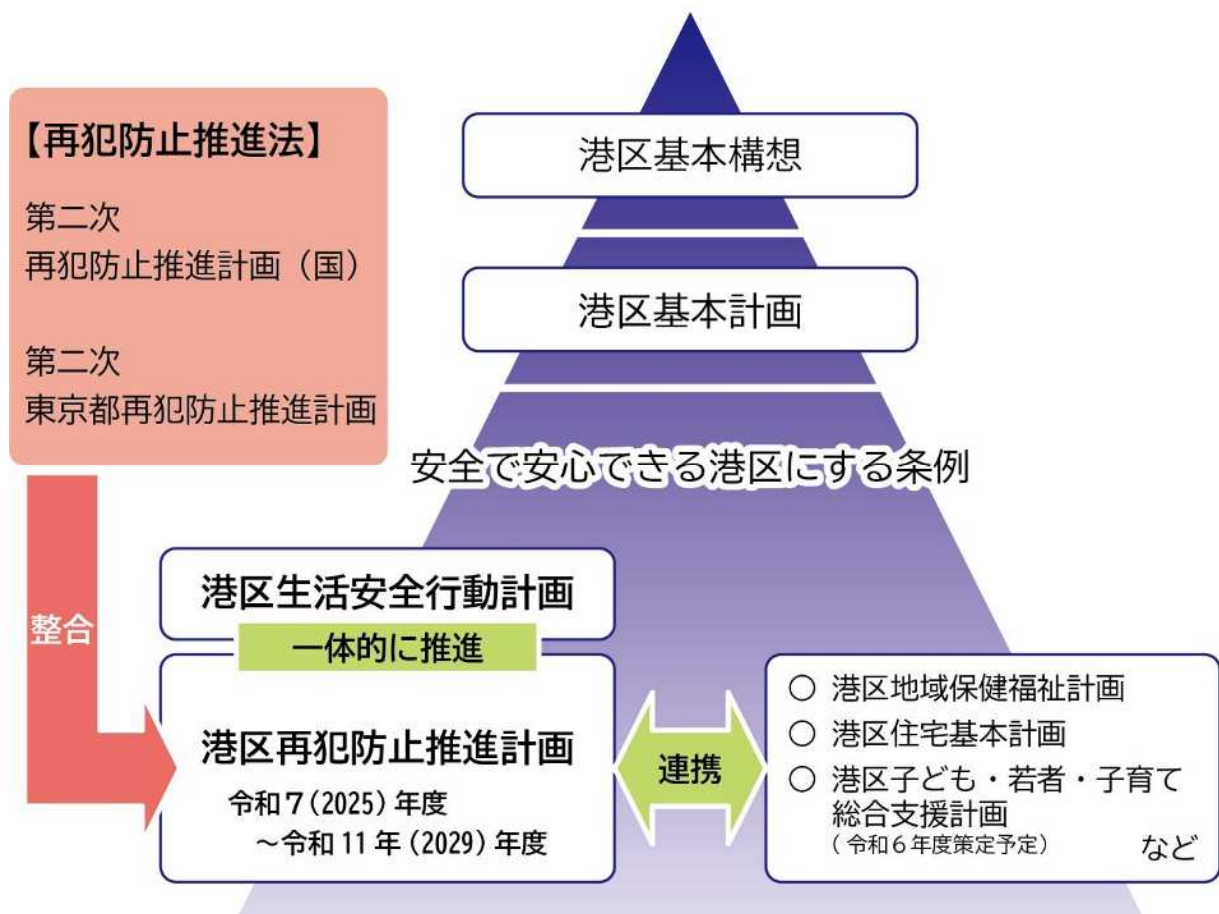 【再犯防止推進法】
第二次
再犯防止推進計画（国）
第二次
東京都再犯防止推進計画
港区基本構想
港区基本計画
安全で安心できる港区にする条例
整合
港区生活安全行動計画
一体的に推進
港区再犯防止推進計画
令和７(2025)年度
～令和11年(2029)年度
連携
○ 港区地域保健福祉計画
○ 港区住宅基本計画
○ 港区子ども・若者・子育て
総合支援計画
(令和６年度策定予定)
など